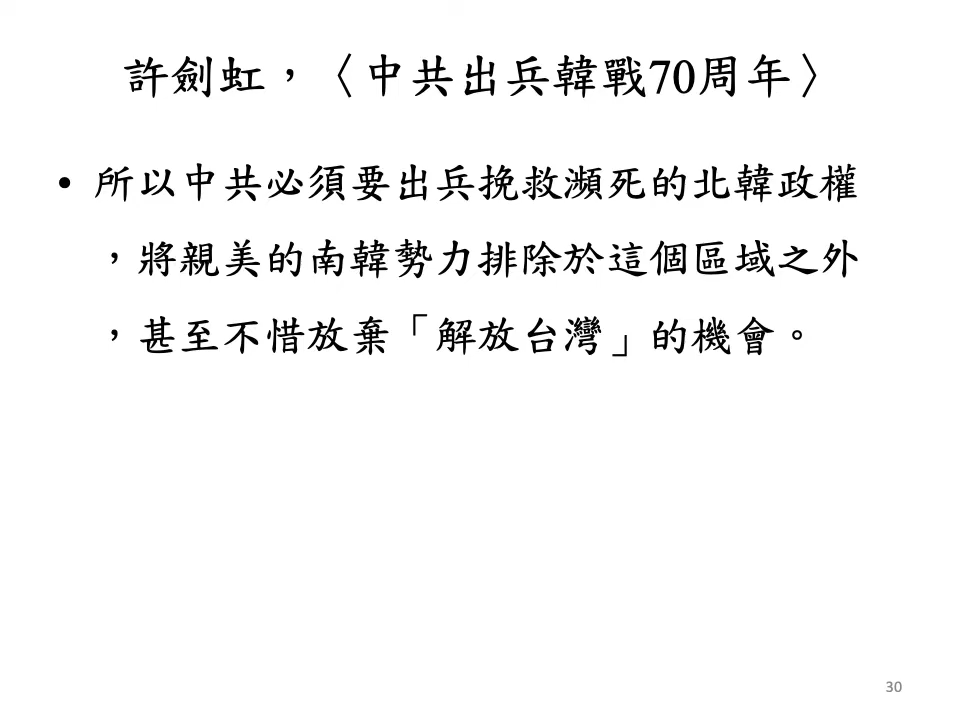 許劍虹，〈中共出兵韓戰70周年〉
• 所以中共必須要出兵挽救瀕死的北韓政權
，將親美的南韓勢力排除於這個區域之外
，甚至不惜放棄「解放台灣」的機會。
30